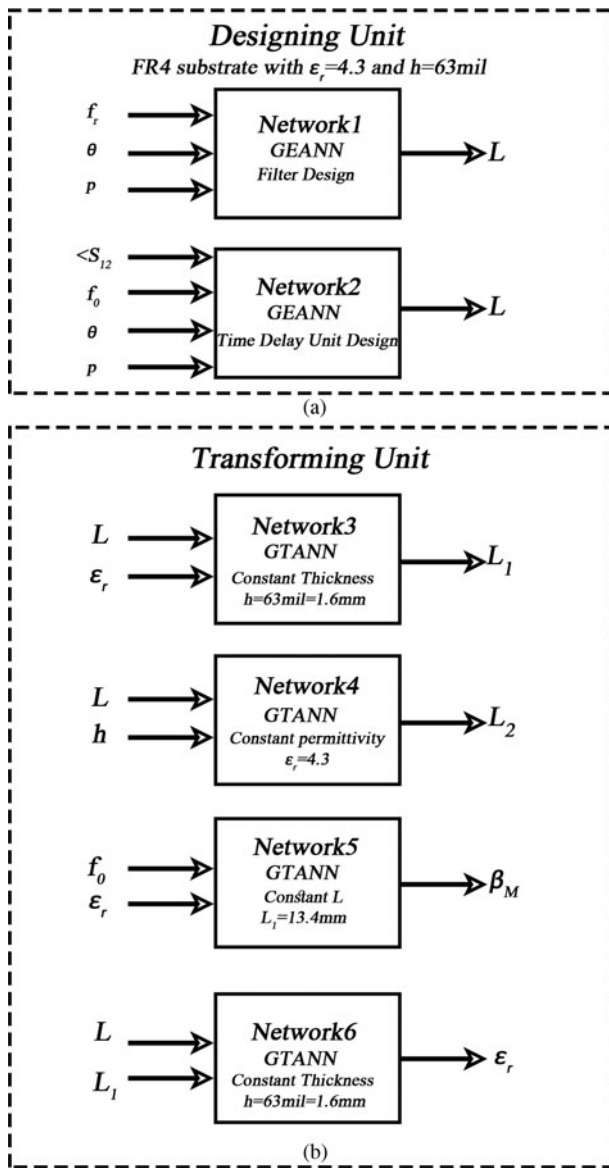 Designing Unit
FR4 substrate with εr=4.3 and h=63mil
fr
θ
p
Network1
GEANN
Filter Design
L
<S12
f0
θ
p
Network2
GEANN
Time Delay Unit Design
L
(a)
Transforming Unit
L
εr
Network3
GTANN
Constant Thickness
h=63mil=1.6mm
L1
L
h
Network4
GTANN
Constant permittivity
εr=4.3
L2
f0
εr
Network5
GTANN
Constant L
L1=13.4mm
βM
L
L1
Network6
GTANN
Constant Thickness
h=63mil=1.6mm
εr
(b)